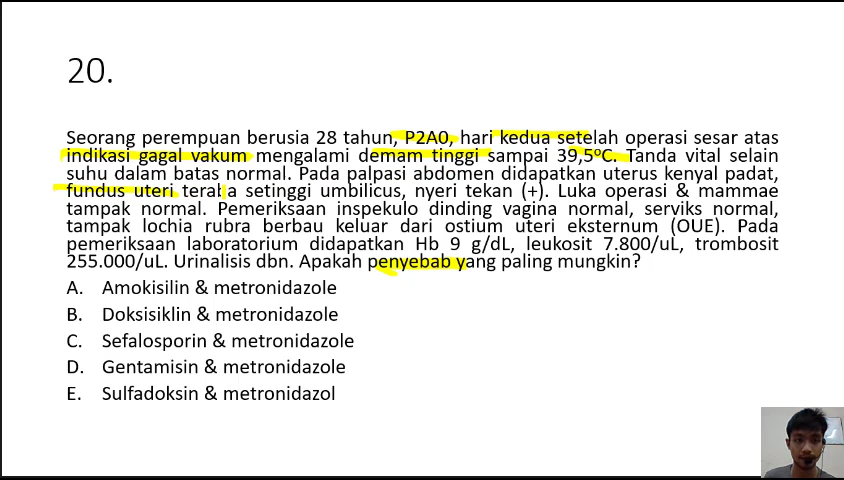 20.
Seorang perempuan berusia 28 tahun, P2A0, hari kedua setelah operasi sesar atas
indikasi gagal vakum mengalami demam tinggi sampai 39,5°C. Tanda vital selain
suhu dalam batas normal. Pada palpasi abdomen didapatkan uterus kenyal padat,
fundus uteri teraba setinggi umbilicus, nyeri tekan (+). Luka operasi & mammae
tampak normal. Pemeriksaan inspekulo dinding vagina normal, serviks normal,
tampak lochia rubra berbau keluar dari ostium uteri eksternum (OUE). Pada
pemeriksaan laboratorium didapatkan Hb 9 g/dL, leukosit 7.800/uL, trombosit
255.000/uL. Urinalisis dbn. Apakah penyebab yang paling mungkin?
A. Amokisilin & metronidazole
B. Doksisiklin & metronidazole
C. Sefalosporin & metronidazole
D. Gentamisin & metronidazole
E. Sulfadoksin & metronidazol